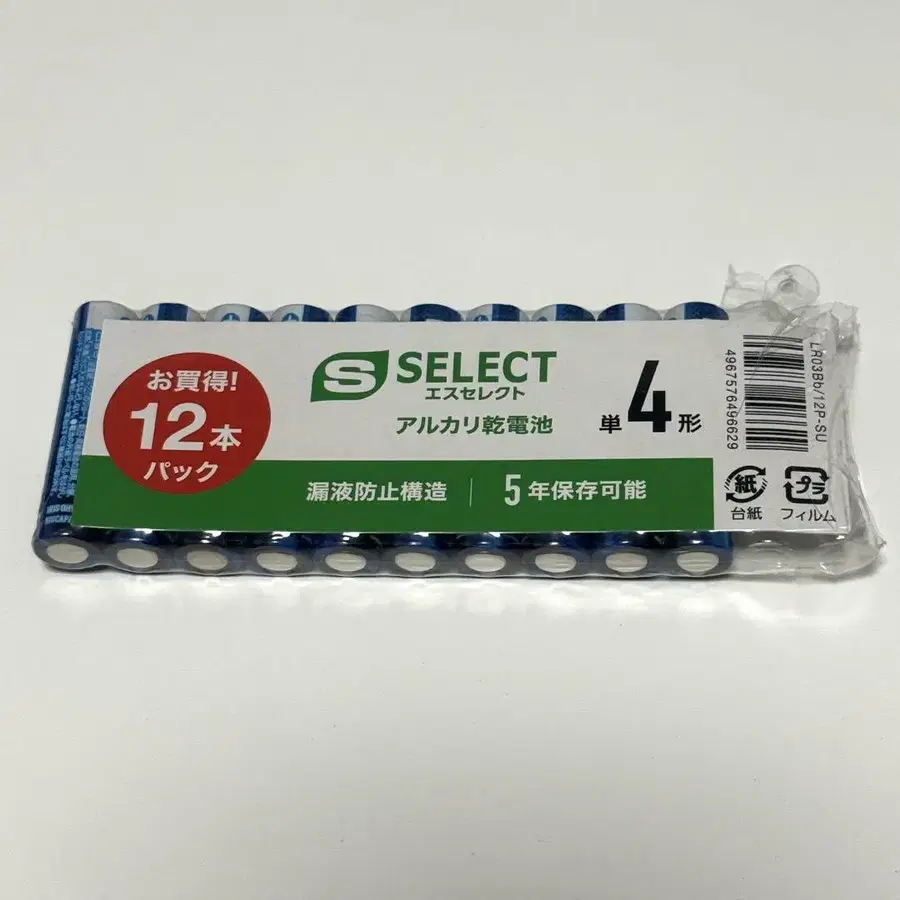 お買得!
12本
パック
S SELECT
エスセレクト
アルカリ乾電池
単4形
漏液防止構造
5年保存可能
LR03Bb/12P-SU
4967576496629
紙
台紙
プラ
フィルム